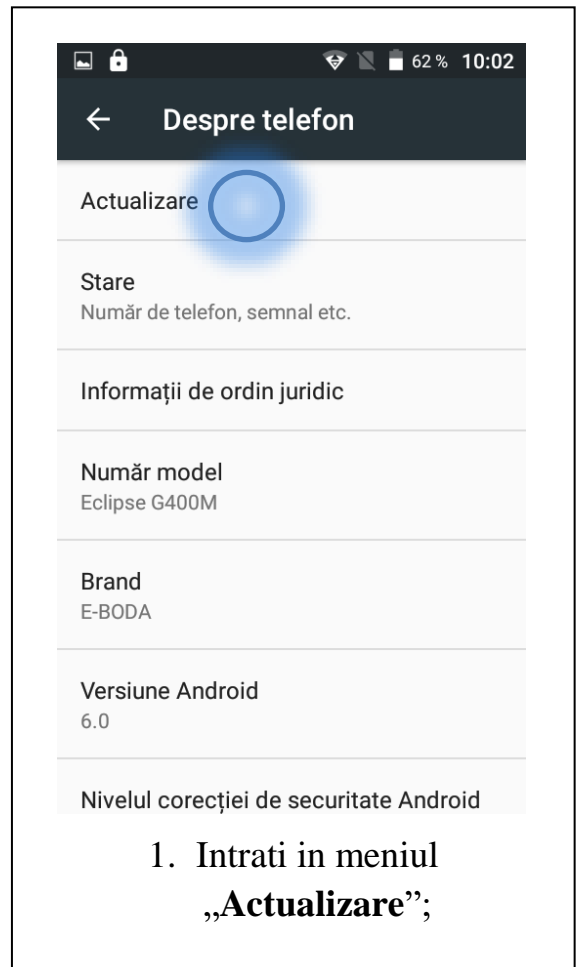 62 % 10:02
Despre telefon
Actualizare
Stare
Număr de telefon, semnal etc.
Informații de ordin juridic
Număr model
Eclipse G400M
Brand
E-BODA
Versiune Android
6.0
Nivelul corecției de securitate Android
1. Intrati in meniul
„Actualizare”;